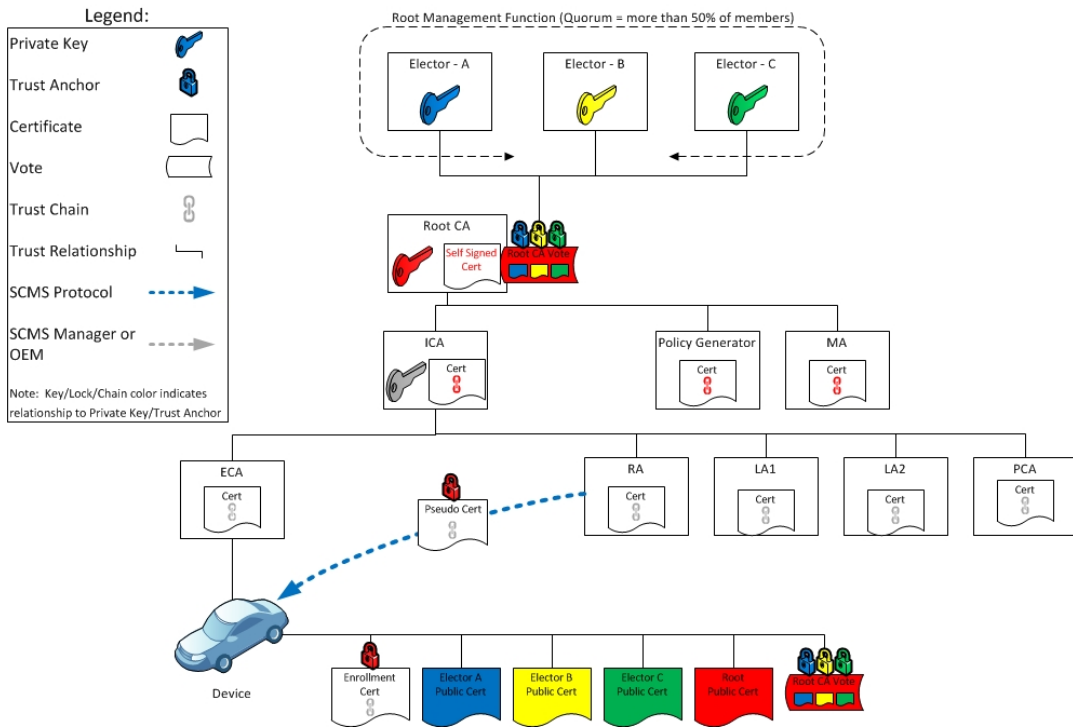 Legend:
Private Key
Trust Anchor
Certificate
Vote
Trust Chain
Trust Relationship
SCMS Protocol
SCMS Manager or
OEM
Note: Key/Lock/Chain color indicates
relationship to Private Key/Trust Anchor
Root Management Function (Quorum = more than 50% of members)
Elector - A
Elector - B
Elector - C
Root CA
Self Signed
Cert
Root CA Vote
ICA
Cert
Policy Generator
Cert
MA
Cert
ECA
Cert
Pseudo Cert
RA
Cert
LA1
Cert
LA2
Cert
PCA
Cert
Device
Enrollment
Cert
Elector A
Public Cert
Elector B
Public Cert
Elector C
Public Cert
Root
Public Cert
Root CA Vote